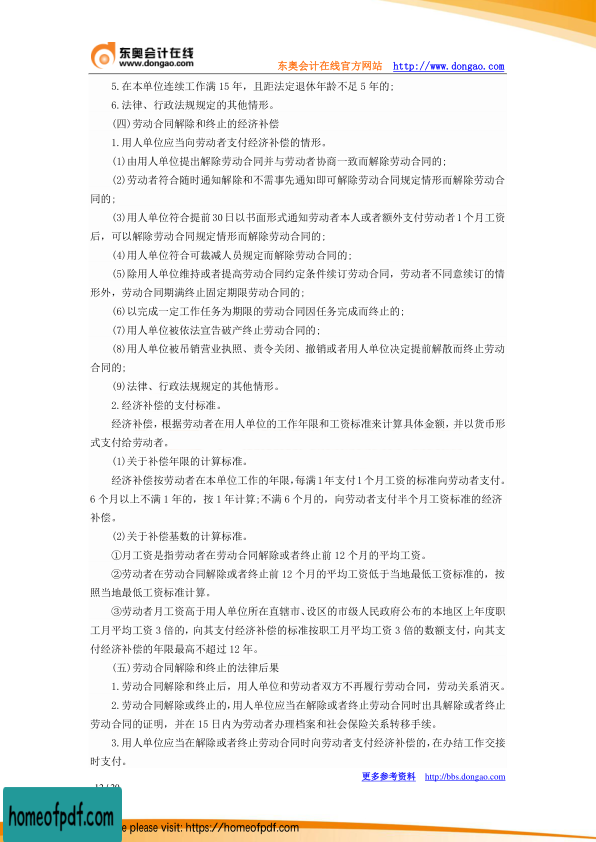 东奥会计在线
www.dongao.com
东奥会计在线官方网站 http://www.dongao.com
5.在本单位连续工作满 15 年，且距法定退休年龄不足 5 年的;
6.法律、行政法规规定的其他情形。
(四)劳动合同解除和终止的经济补偿
1.用人单位应当向劳动者支付经济补偿的情形。
(1)由用人单位提出解除劳动合同并与劳动者协商一致而解除劳动合同的;
(2)劳动者符合随时通知解除和不需事先通知即可解除劳动合同规定情形而解除劳动合
同的;
(3)用人单位符合提前 30 日以书面形式通知劳动者本人或者额外支付劳动者 1 个月工资
后，可以解除劳动合同规定情形而解除劳动合同的;
(4)用人单位符合可裁减人员规定而解除劳动合同的;
(5)除用人单位维持或者提高劳动合同约定条件续订劳动合同，劳动者不同意续订的情
形外，劳动合同期满终止固定期限劳动合同的;
(6)以完成一定工作任务为期限的劳动合同因任务完成而终止的;
(7)用人单位被依法宣告破产终止劳动合同的;
(8)用人单位被吊销营业执照、责令关闭、撤销或者用人单位决定提前解散而终止劳动
合同的;
(9)法律、行政法规规定的其他情形。
2.经济补偿的支付标准。
经济补偿，根据劳动者在用人单位的工作年限和工资标准来计算具体金额，并以货币形
式支付给劳动者。
(1)关于补偿年限的计算标准。
经济补偿按劳动者在本单位工作的年限，每满 1 年支付 1 个月工资的标准向劳动者支付。
6 个月以上不满 1 年的，按 1 年计算;不满 6 个月的，向劳动者支付半个月工资标准的经济
补偿。
(2)关于补偿基数的计算标准。
①月工资是指劳动者在劳动合同解除或者终止前 12 个月的平均工资。
②劳动者在劳动合同解除或者终止前 12 个月的平均工资低于当地最低工资标准的，按
照当地最低工资标准计算。
③劳动者月工资高于用人单位所在直辖市、设区的市级人民政府公布的本地区上年度职
工月平均工资 3 倍的，向其支付经济补偿的标准按职工月平均工资 3 倍的数额支付，向其支
付经济补偿的年限最高不超过 12 年。
(五)劳动合同解除和终止的法律后果
1.劳动合同解除和终止后，用人单位和劳动者双方不再履行劳动合同，劳动关系消灭。
2.劳动合同解除或终止的，用人单位应当在解除或者终止劳动合同时出具解除或者终止
劳动合同的证明，并在 15 日内为劳动者办理档案和社会保险关系转移手续。
3.用人单位应当在解除或者终止劳动合同时向劳动者支付经济补偿的，在办结工作交接
时支付。
更多参考资料 http://bbs.dongao.com
homeofpdf.com
e please visit: https://homeofpdf.com